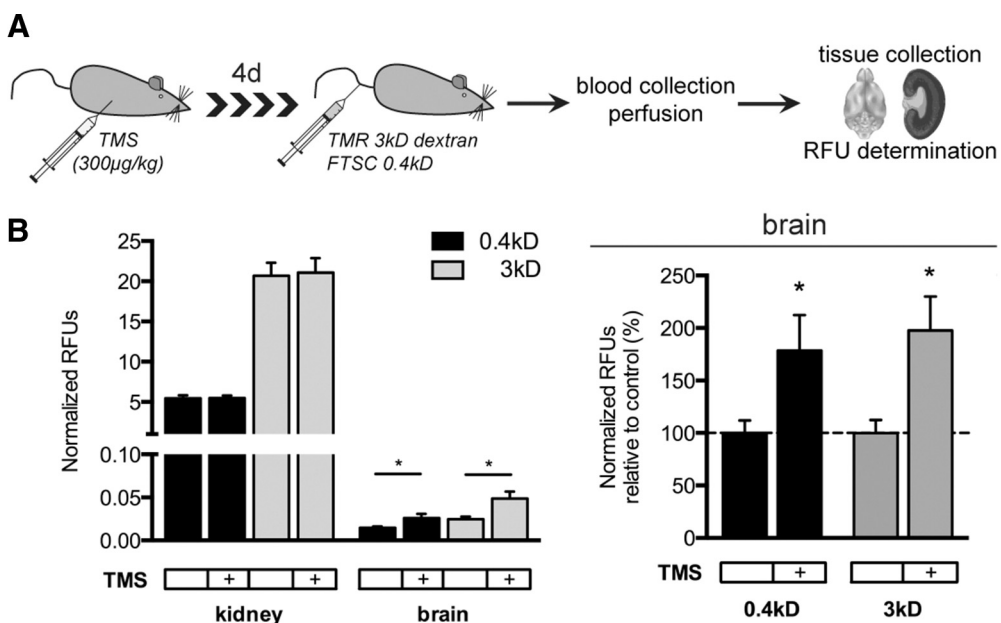 A
TMS
(300µg/kg)
4d
TMR 3kD dextran
FTSC 0.4kD
blood collection
perfusion
tissue collection
RFU determination
B
Normalized RFUs
25
20
15
10
5
0.10
0.05
0.00
0.4kD
3kD
* *
TMS + + + +
kidney brain
brain
Normalized RFUs
relative to control (%)
250
200
150
100
50
0
* *
TMS + +
0.4kD 3kD